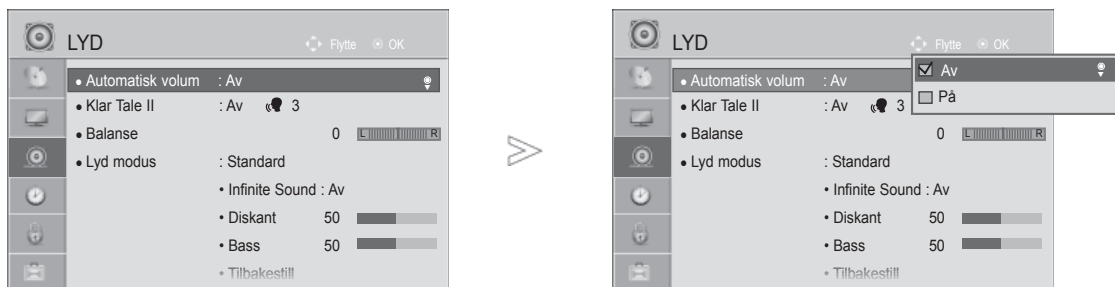 LYD
Flytte OK
• Automatisk volum : Av
• Klar Tale II : Av 3
• Balanse 0 L R
• Lyd modus : Standard
• Infinite Sound : Av
• Diskant 50
• Bass 50
• Tilbakestill
LYD
Flytte OK
• Automatisk volum : Av
• Klar Tale II : Av 3
• Balanse 0 L R
• Lyd modus : Standard
• Infinite Sound : Av
• Diskant 50
• Bass 50
• Tilbakestill
Av
På